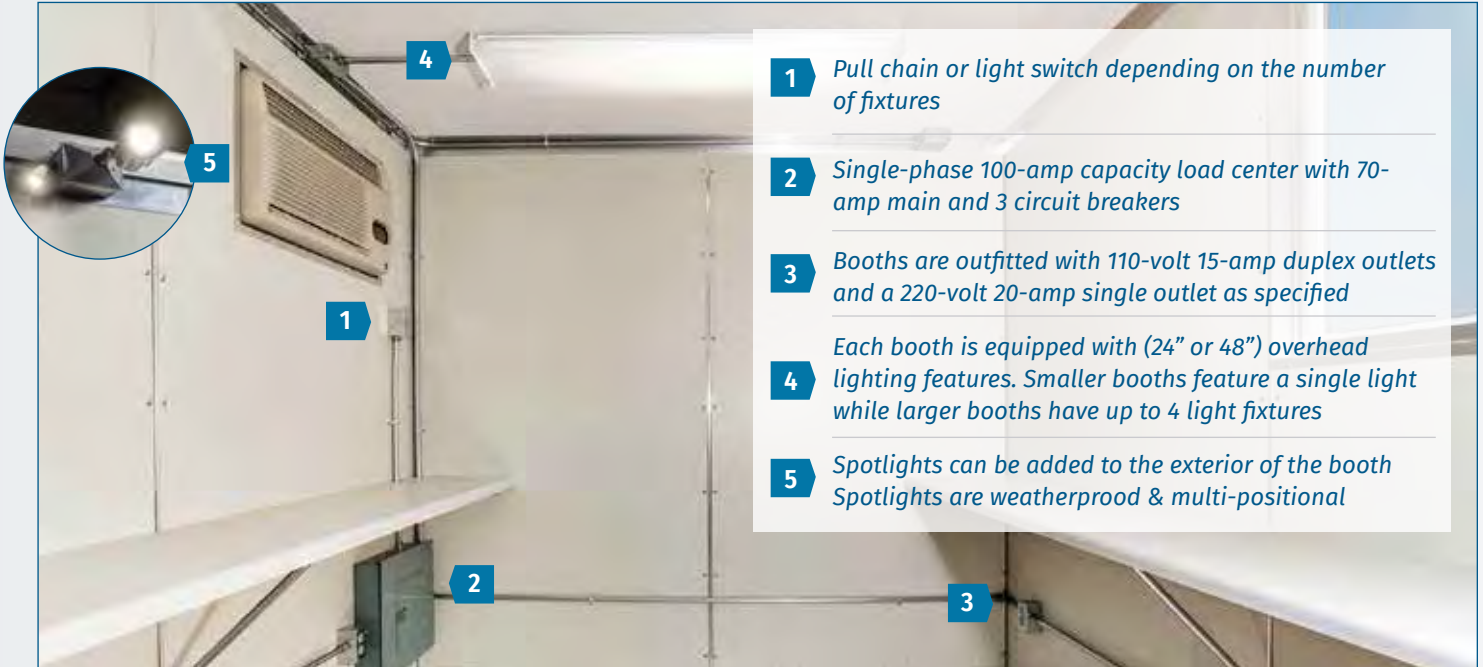 4
5
1
2
3
1 Pull chain or light switch depending on the number
of fixtures
2 Single-phase 100-amp capacity load center with 70-
amp main and 3 circuit breakers
3 Booths are outfitted with 110-volt 15-amp duplex outlets
and a 220-volt 20-amp single outlet as specified
4 Each booth is equipped with (24” or 48”) overhead
lighting features. Smaller booths feature a single light
while larger booths have up to 4 light fixtures
5 Spotlights can be added to the exterior of the booth
Spotlights are weatherprood & multi-positional